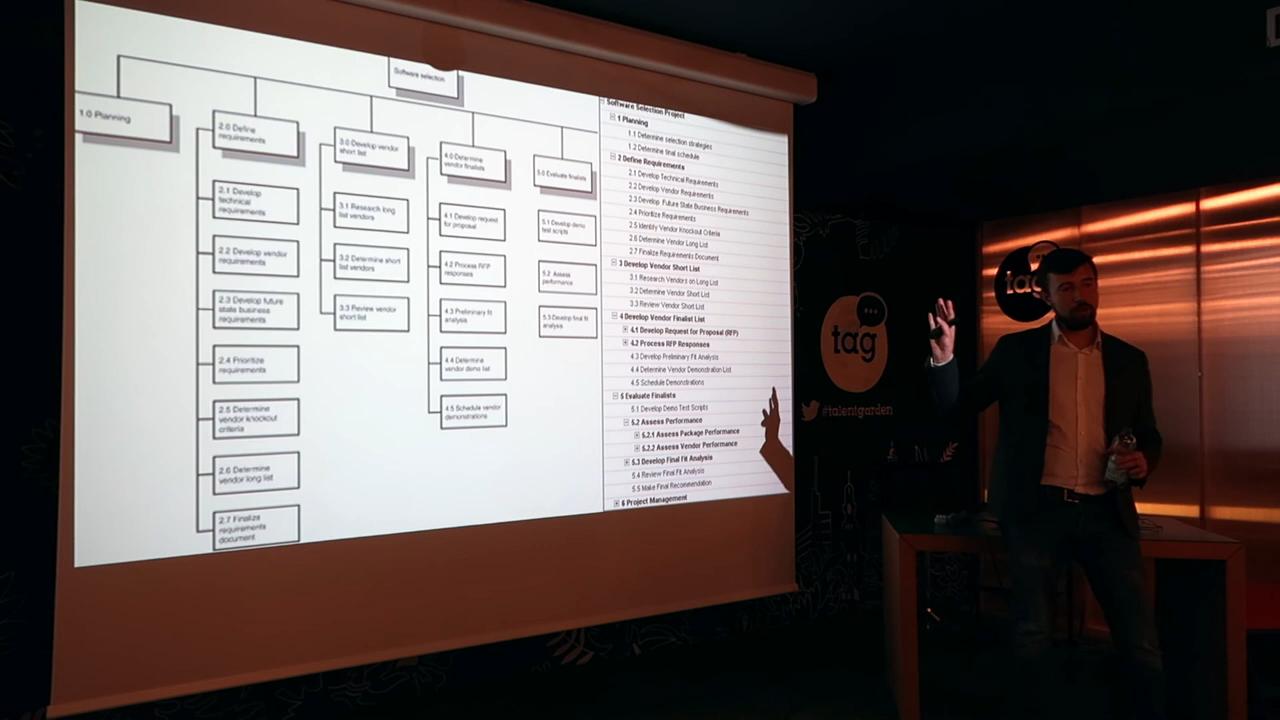 Software selection
1.0 Planning
2.0 Define
requirements
2.1 Develop
technical
requirements
2.2 Develop vendor
requirements
2.3 Develop future
state business
requirements
2.4 Prioritize
requirements
2.5 Determine
vendor knockout
criteria
2.6 Determine
vendor long list
2.7 Finalize
requirements
document
3.0 Develop vendor
short list
3.1 Research long
list vendors
3.2 Determine short
list vendors
3.3 Review vendor
short list
4.0 Determine
vendor finalists
4.1 Develop request
for proposal
4.2 Process RFP
responses
4.3 Preliminary fit
analysis
4.4 Determine
vendor demo list
4.5 Schedule vendor
demonstrations
5.0 Evaluate finalists
5.1 Develop demo
test scripts
5.2 Assess
performance
5.3 Develop final fit
analysis
Software Selection Project
1 Planning
1.1 Determine selection strategies
1.2 Determine final schedule
2 Define Requirements
2.1 Develop Technical Requirements
2.2 Develop Vendor Requirements
2.3 Develop Future State Business Requirements
2.4 Prioritize Requirements
2.5 Identify Vendor Knockout Criteria
2.6 Determine Vendor Long List
2.7 Finalize Requirements Document
3 Develop Vendor Short List
3.1 Research Vendors on Long List
3.2 Determine Vendor Short List
3.3 Review Vendor Short List
4 Develop Vendor Finalist List
4.1 Develop Request for Proposal (RFP)
4.2 Process RFP Responses
4.3 Develop Preliminary Fit Analysis
4.4 Determine Vendor Demonstration List
4.5 Schedule Demonstrations
5 Evaluate Finalists
5.1 Develop Demo Test Scripts
5.2 Assess Performance
5.2.1 Assess Package Performance
5.2.2 Assess Vendor Performance
5.3 Develop Final Fit Analysis
5.4 Review Final Fit Analysis
5.5 Make Final Recommendation
6 Project Management
tag
#talentgarden
tag